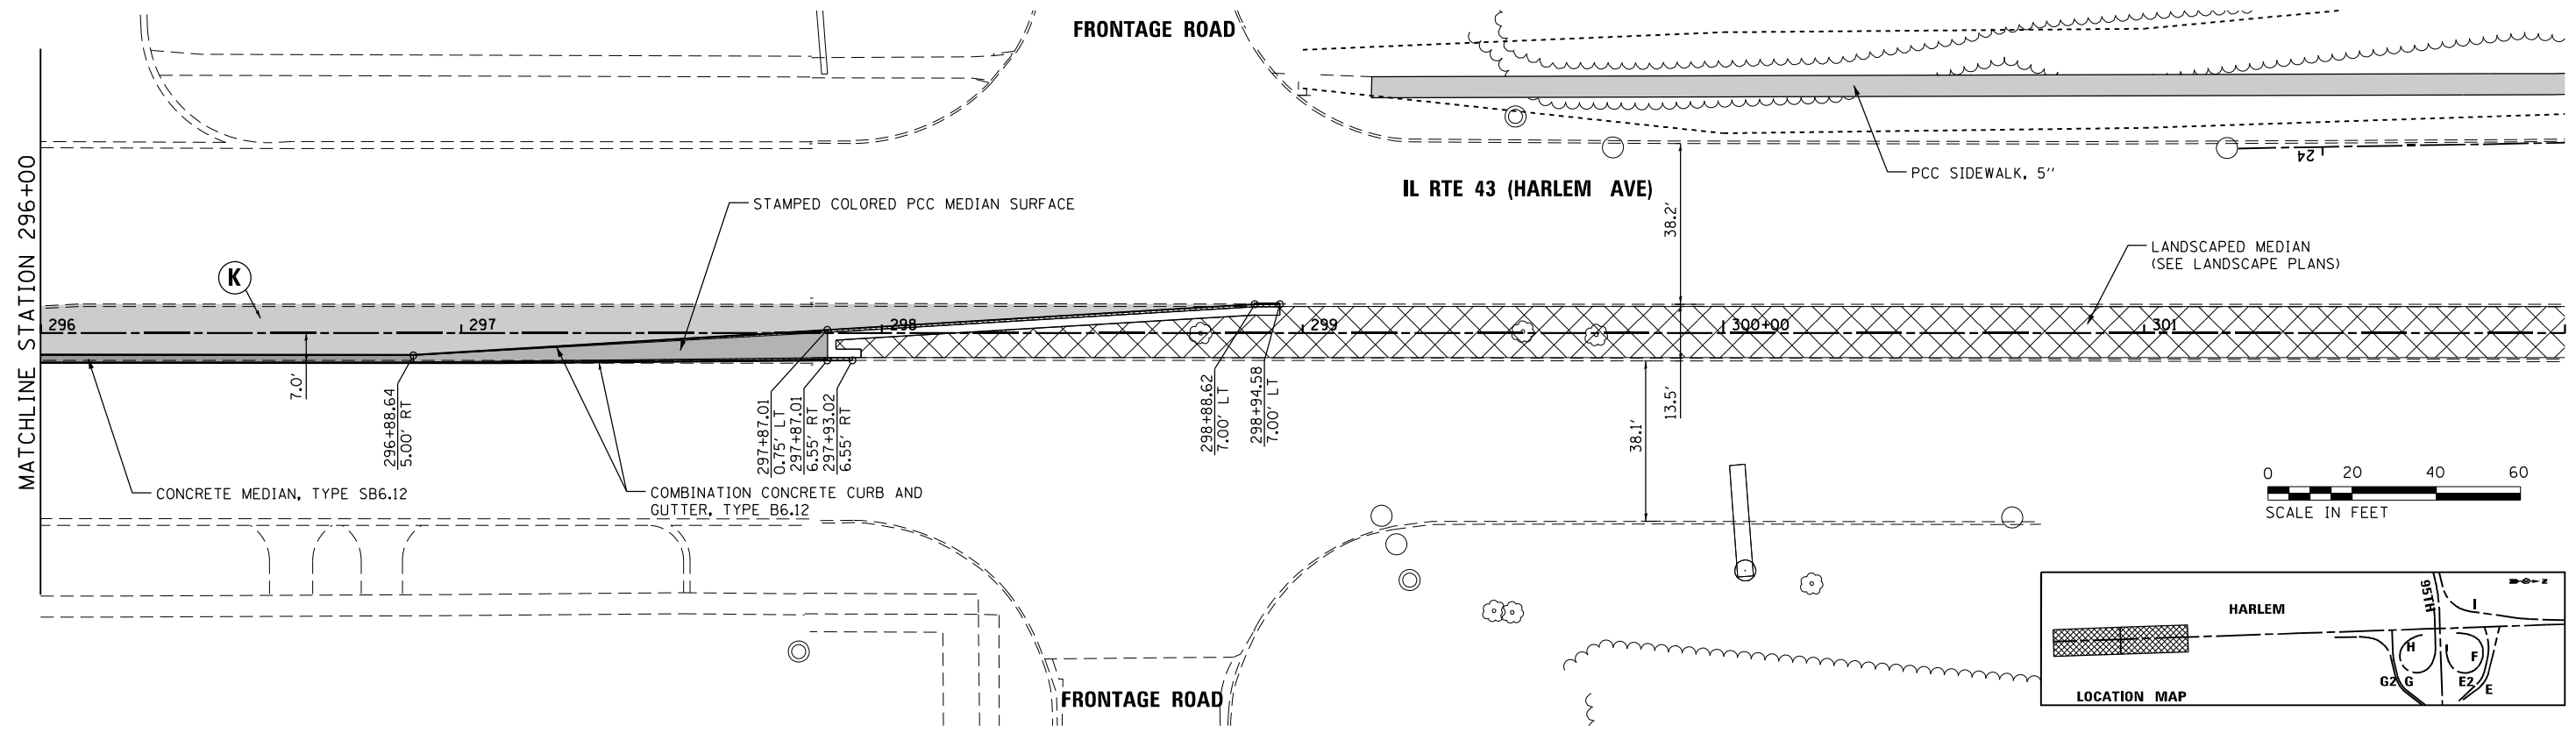 FRONTAGE ROAD
MATCHLINE STATION 296+00
PCC SIDEWALK, 5''
24
IL RTE 43 (HARLEM AVE)
STAMPED COLORED PCC MEDIAN SURFACE
38.2'
LANDSCAPED MEDIAN
(SEE LANDSCAPE PLANS)
K
296
297
298
299
300+00
301
7.0'
296+88.64
5.00' RT
297+87.01
0.75' LT
297+87.01
6.55' RT
297+93.02
6.55' RT
298+88.62
7.00' LT
298+94.58
7.00' LT
13.5'
38.1'
CONCRETE MEDIAN, TYPE SB6.12
COMBINATION CONCRETE CURB AND
GUTTER, TYPE B6.12
0 20 40 60
SCALE IN FEET
FRONTAGE ROAD
95TH
N
HARLEM
I
H
F
G2 G
E2
E
LOCATION MAP